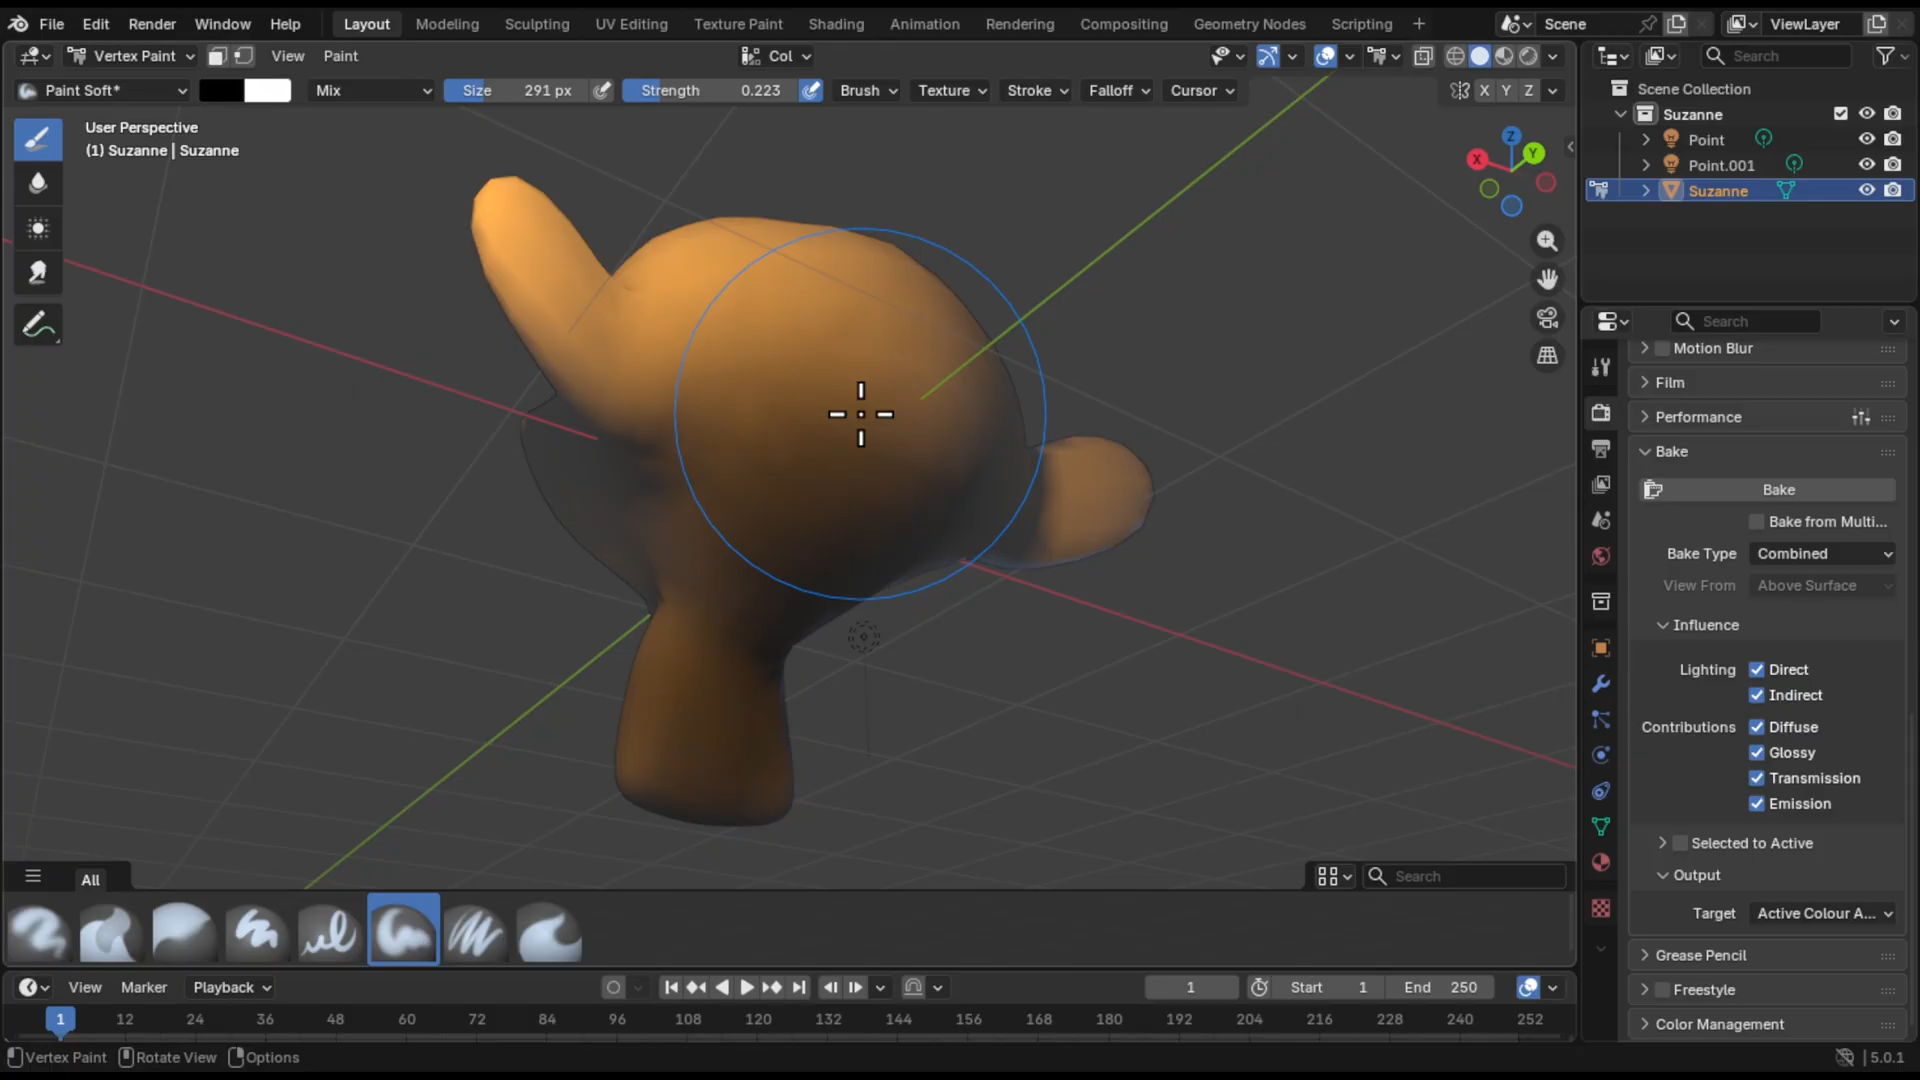 File Edit Render Window Help Layout Modeling Sculpting UV Editing Texture Paint Shading Animation Rendering Compositing Geometry Nodes Scripting + Scene ViewLayer
Vertex Paint View Paint Col
Paint Soft* Mix Size 291 px Strength 0.223 Brush Texture Stroke Falloff Cursor X Y Z
User Perspective
(1) Suzanne | Suzanne
Z
Y
X
Search
Scene Collection
Suzanne
Point
Point.001
Suzanne
Search
Motion Blur
Film
Performance
Bake
Bake
Bake from Multi...
Bake Type Combined
View From Above Surface
Influence
Lighting Direct
Indirect
Contributions Diffuse
Glossy
Transmission
Emission
Selected to Active
Output
Target Active Colour A...
Grease Pencil
Freestyle
Color Management
All Search
View Marker Playback 1 Start 1 End 250
1 12 24 36 48 60 72 84 96 108 120 132 144 156 168 180 192 204 216 228 240 252
Vertex Paint Rotate View Options 5.0.1